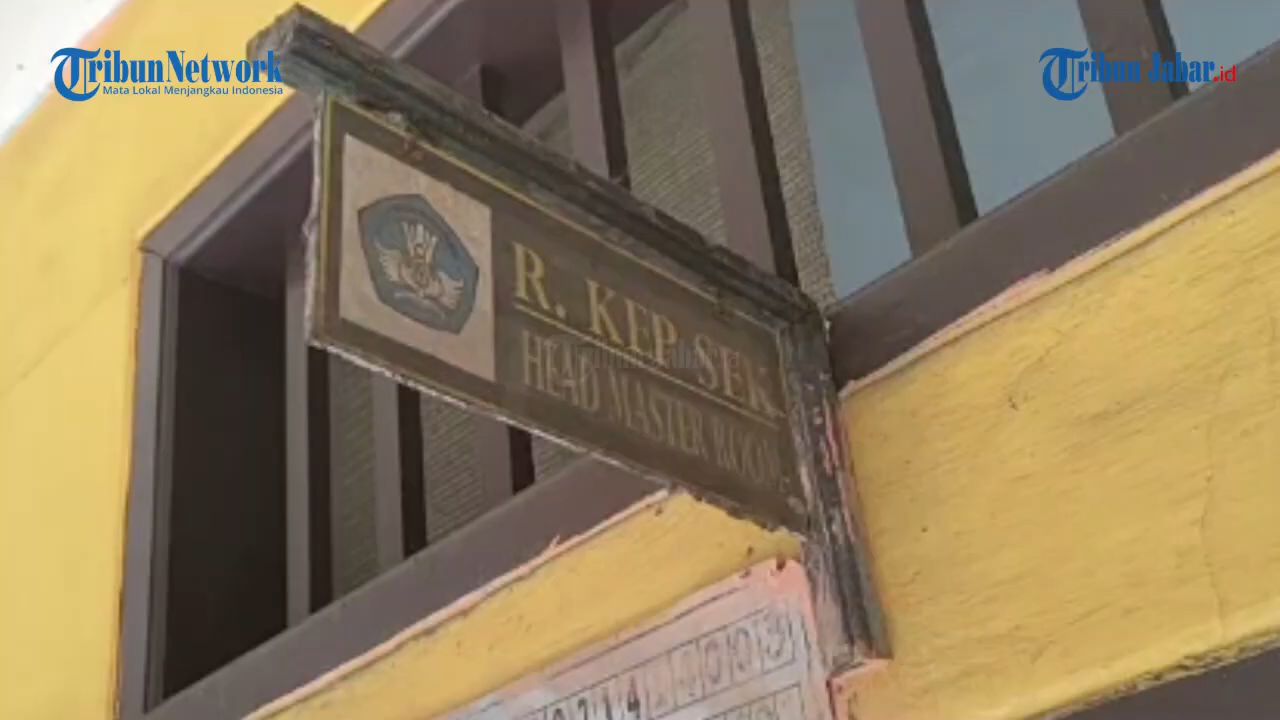 TribunNetwork
Mata Lokal Menjangkau Indonesia
Tribun Jabar.id
R. KEP SEK
HEAD MASTER ROOM